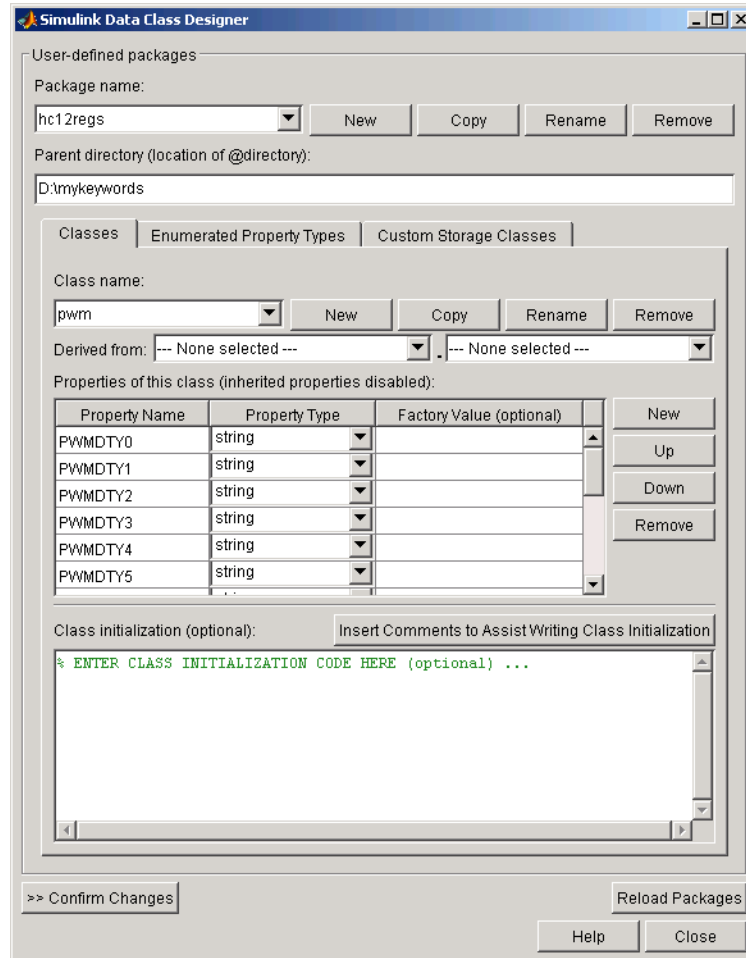 Simulink Data Class Designer
User-defined packages
Package name:
hc12regs New Copy Rename Remove
Parent directory (location of @directory):
D:\mykeywords
Classes Enumerated Property Types Custom Storage Classes
Class name:
pwm New Copy Rename Remove
Derived from: --- None selected --- . --- None selected ---
Properties of this class (inherited properties disabled):
Property Name Property Type Factory Value (optional) New
PWMDTY0 string
Up
PWMDTY1 string
PWMDTY2 string Down
PWMDTY3 string Remove
PWMDTY4 string
PWMDTY5 string
Class initialization (optional): Insert Comments to Assist Writing Class Initialization
% ENTER CLASS INITIALIZATION CODE HERE (optional) ...
>> Confirm Changes Reload Packages
Help Close